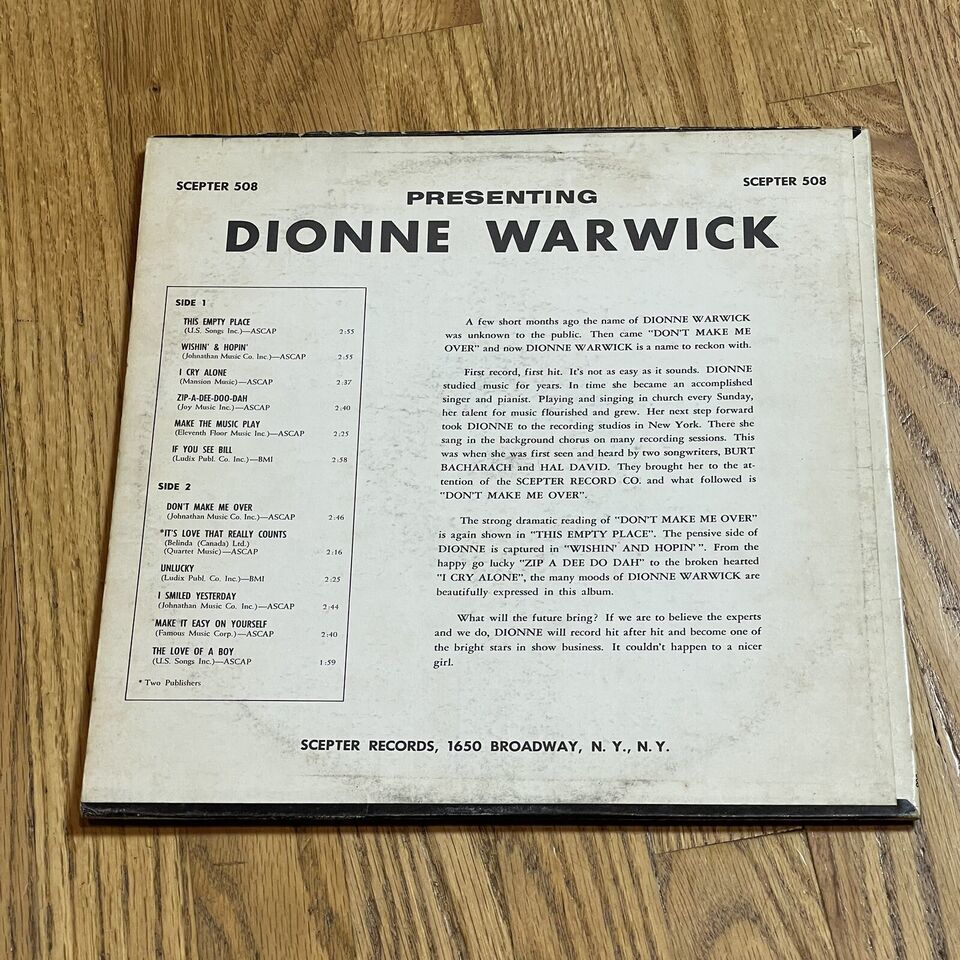 SCEPTER 508
SCEPTER 508
PRESENTING
DIONNE WARWICK
SIDE 1
THIS EMPTY PLACE
(U.S. Songs Inc.)—ASCAP 2:55
WISHIN' & HOPIN'
(Johnathan Music Co. Inc.)—ASCAP 2:55
I CRY ALONE
(Mansion Music)—ASCAP 2:37
ZIP-A-DEE-DOO-DAH
(Joy Music Inc.)—ASCAP 2:40
MAKE THE MUSIC PLAY
(Eleventh Floor Music Inc.)—ASCAP 2:25
IF YOU SEE BILL
(Ludix Publ. Co. Inc.)—BMI 2:58
SIDE 2
DON'T MAKE ME OVER
(Johnathan Music Co. Inc.)—ASCAP 2:46
*IT'S LOVE THAT REALLY COUNTS
(Belinda (Canada) Ltd.)
(Quartet Music)—ASCAP 2:16
UNLUCKY
(Ludix Publ. Co. Inc.)—BMI 2:25
I SMILED YESTERDAY
(Johnathan Music Co. Inc.)—ASCAP 2:44
MAKE IT EASY ON YOURSELF
(Famous Music Corp.)—ASCAP 2:40
THE LOVE OF A BOY
(U.S. Songs Inc.)—ASCAP 1:59
* Two Publishers
A few short months ago the name of DIONNE WARWICK
was unknown to the public. Then came "DON'T MAKE ME
OVER" and now DIONNE WARWICK is a name to reckon with.
First record, first hit. It's not as easy as it sounds. DIONNE
studied music for years. In time she became an accomplished
singer and pianist. Playing and singing in church every Sunday,
her talent for music flourished and grew. Her next step forward
took DIONNE to the recording studios in New York. There she
sang in the background chorus on many recording sessions. This
was when she was first seen and heard by two songwriters, BURT
BACHARACH and HAL DAVID. They brought her to the at-
tention of the SCEPTER RECORD CO. and what followed is
"DON'T MAKE ME OVER".
The strong dramatic reading of "DON'T MAKE ME OVER"
is again shown in "THIS EMPTY PLACE". The pensive side of
DIONNE is captured in "WISHIN' AND HOPIN'". From the
happy go lucky "ZIP A DEE DO DAH" to the broken hearted
"I CRY ALONE", the many moods of DIONNE WARWICK are
beautifully expressed in this album.
What will the future bring? If we are to believe the experts
and we do, DIONNE will record hit after hit and become one of
the bright stars in show business. It couldn't happen to a nicer
girl.
SCEPTER RECORDS, 1650 BROADWAY, N. Y., N. Y.